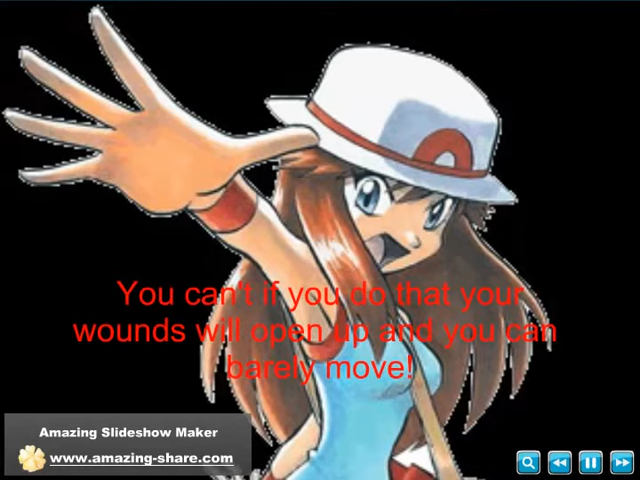 You can't if you do that your
wounds will open up and you can
barely move!
Amazing Slideshow Maker
www.amazing-share.com